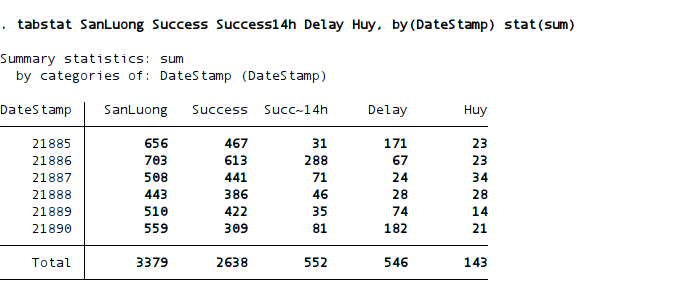 . tabstat SanLuong Success Success14h Delay Huy, by(DateStamp) stat(sum)
Summary statistics: sum
by categories of: DateStamp (DateStamp)
DateStamp SanLuong Success Succ~14h Delay Huy
21885 656 467 31 171 23
21886 703 613 288 67 23
21887 508 441 71 24 34
21888 443 386 46 28 28
21889 510 422 35 74 14
21890 559 309 81 182 21
Total 3379 2638 552 546 143